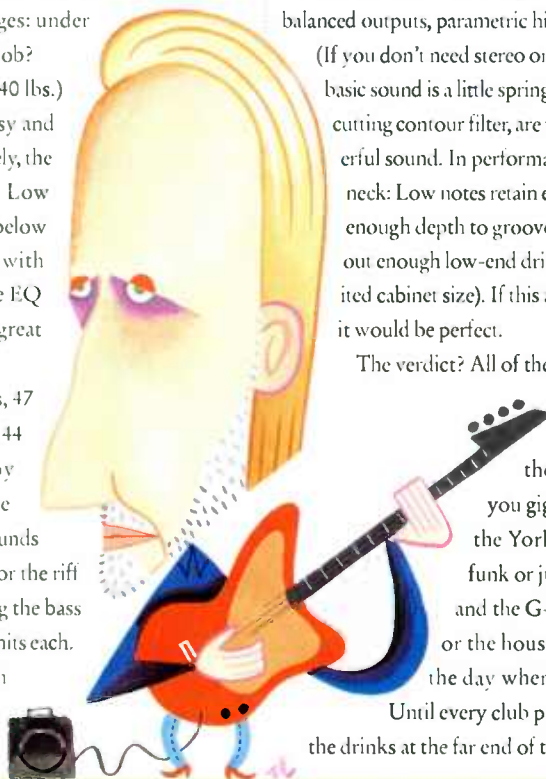 ges: under
ob?
40 lbs.)
sy and
ely, the
Low
below
with
e EQ
great
s, 47
44
by
e
unds
or the riff
g the bass
nits each.
balanced outputs, parametric hi
(If you don't need stereo or
basic sound is a little spring
cutting contour filter, are
erful sound. In performa
neck: Low notes retain e
enough depth to groove
out enough low-end dri
ited cabinet size). If this a
it would be perfect.
The verdict? All of the
the
you gig
the York
funk or ju
and the G-
or the hous
the day when
Until every club p
the drinks at the far end of t